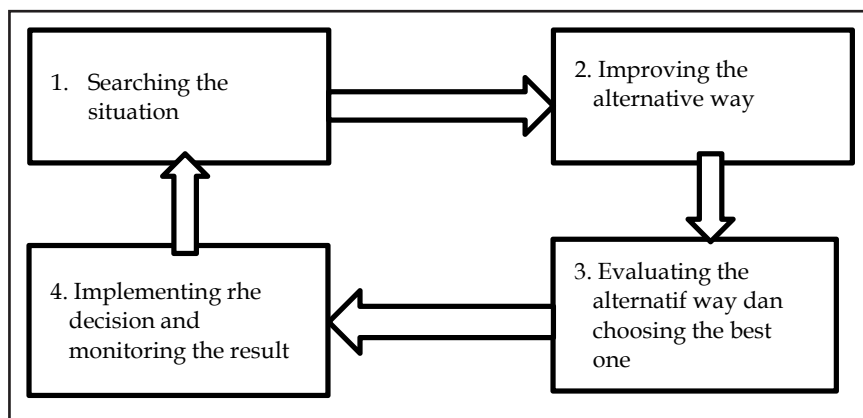 1. Searching the
situation
2. Improving the
alternative way
3. Evaluating the
alternatif way dan
choosing the best
one
4. Implementing rhe
decision and
monitoring the result